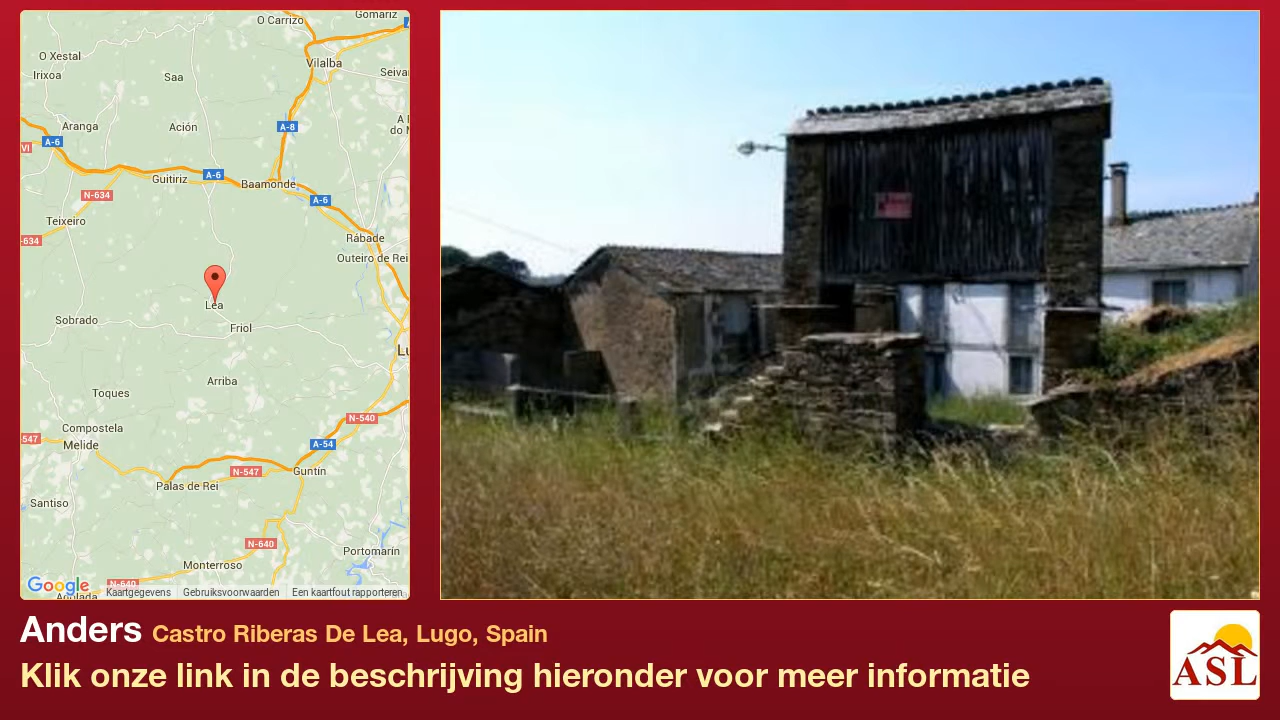 O Carrizo
Gomariz
O Xestal
Vilalba
Irixoa
Saa
Aranga
Ación
A-8
A-6
VI
Guitiriz
A-6
Baamonde
N-634
A-6
Teixeiro
634
Rábade
Outeiro de Rei
Lea
Sobrado
Friol
Arriba
Toques
N-540
Compostela
547
A-54
Melide
N-547
Guntín
Palas de Rei
Santiso
N-640
Portomarín
Monterroso
Google
N-640
Kaartgegevens
Gebruiksvoorwaarden
Een kaartfout rapporteren
Anders Castro Riberas De Lea, Lugo, Spain
Klik onze link in de beschrijving hieronder voor meer informatie
ASL